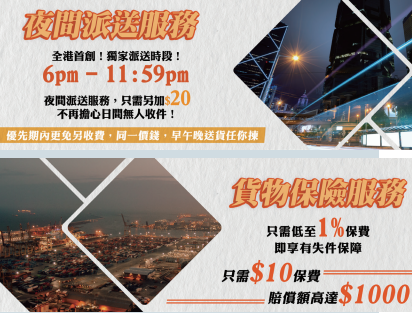 夜間派送服務
全港首創！獨家派送時段！
6pm - 11:59pm
夜間派送服務，只需另加$20
不再擔心日間無人收件！
優先期內更免另收費，同一價錢，早午晚送貨任你揀
貨物保險服務
只需低至1%保費
即享有失件保障
只需$10保費
賠償額高達$1000